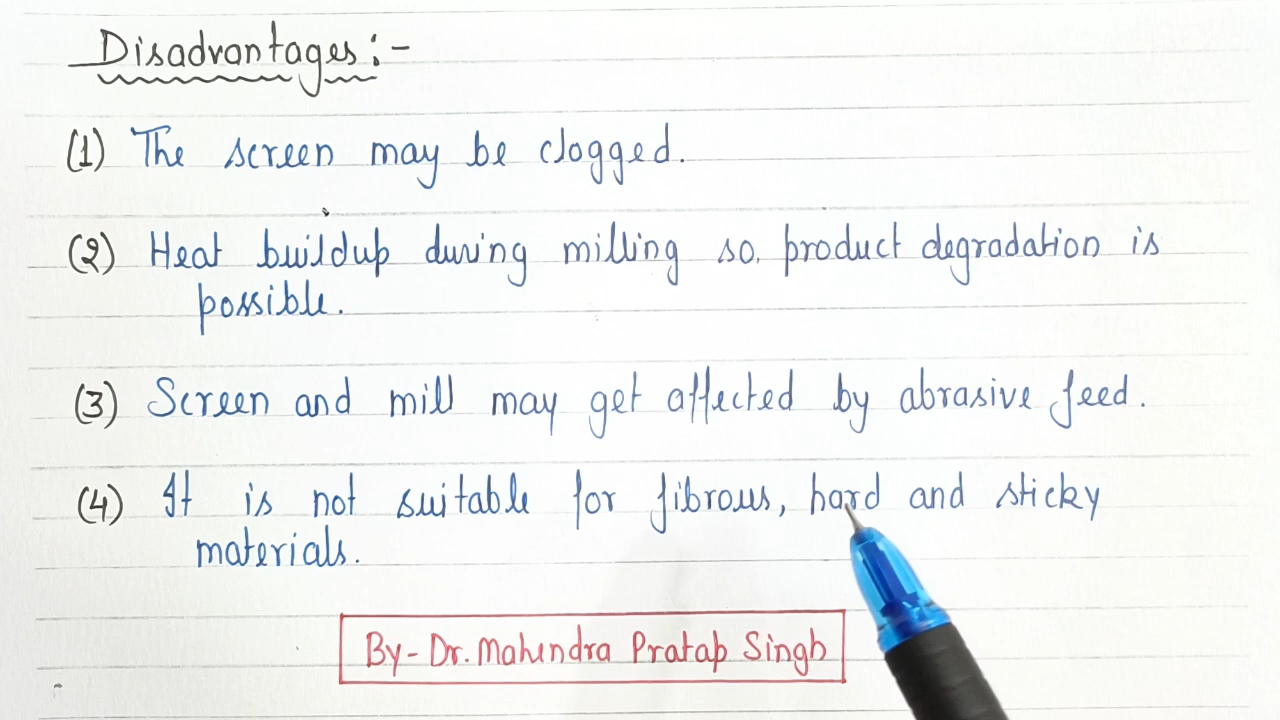 Disadvantages:-
(1) The screen may be clogged.
(2) Heat buildup during milling so, product degradation is
possible.
(3) Screen and mill may get affected by abrasive feed.
(4) It is not suitable for fibrous, hard and sticky
materials.
By- Dr. Mahendra Pratap Singh